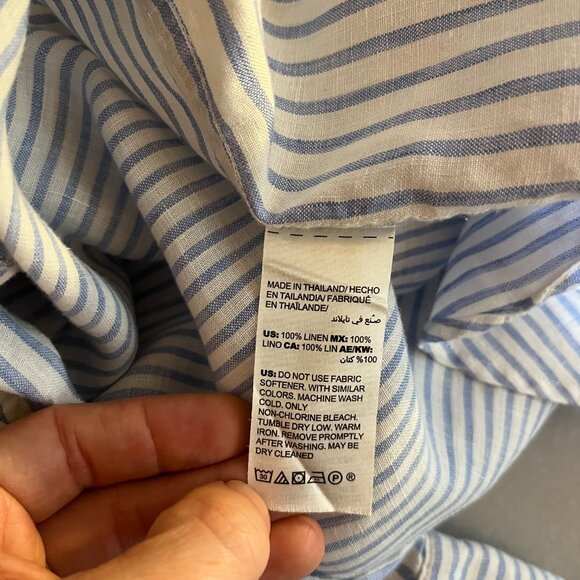 MADE IN THAILAND/ HECHO
EN TAILANDIA/ FABRIQUÉ
EN THAÏLANDE/
صنع في تايلاند
US: 100% LINEN MX: 100%
LINO CA: 100% LIN AE/KW:
100% كتان
US: DO NOT USE FABRIC
SOFTENER. WITH SIMILAR
COLORS. MACHINE WASH
COLD. ONLY
NON-CHLORINE BLEACH.
TUMBLE DRY LOW. WARM
IRON. REMOVE PROMPTLY
AFTER WASHING. MAY BE
DRY CLEANED
30 P ®